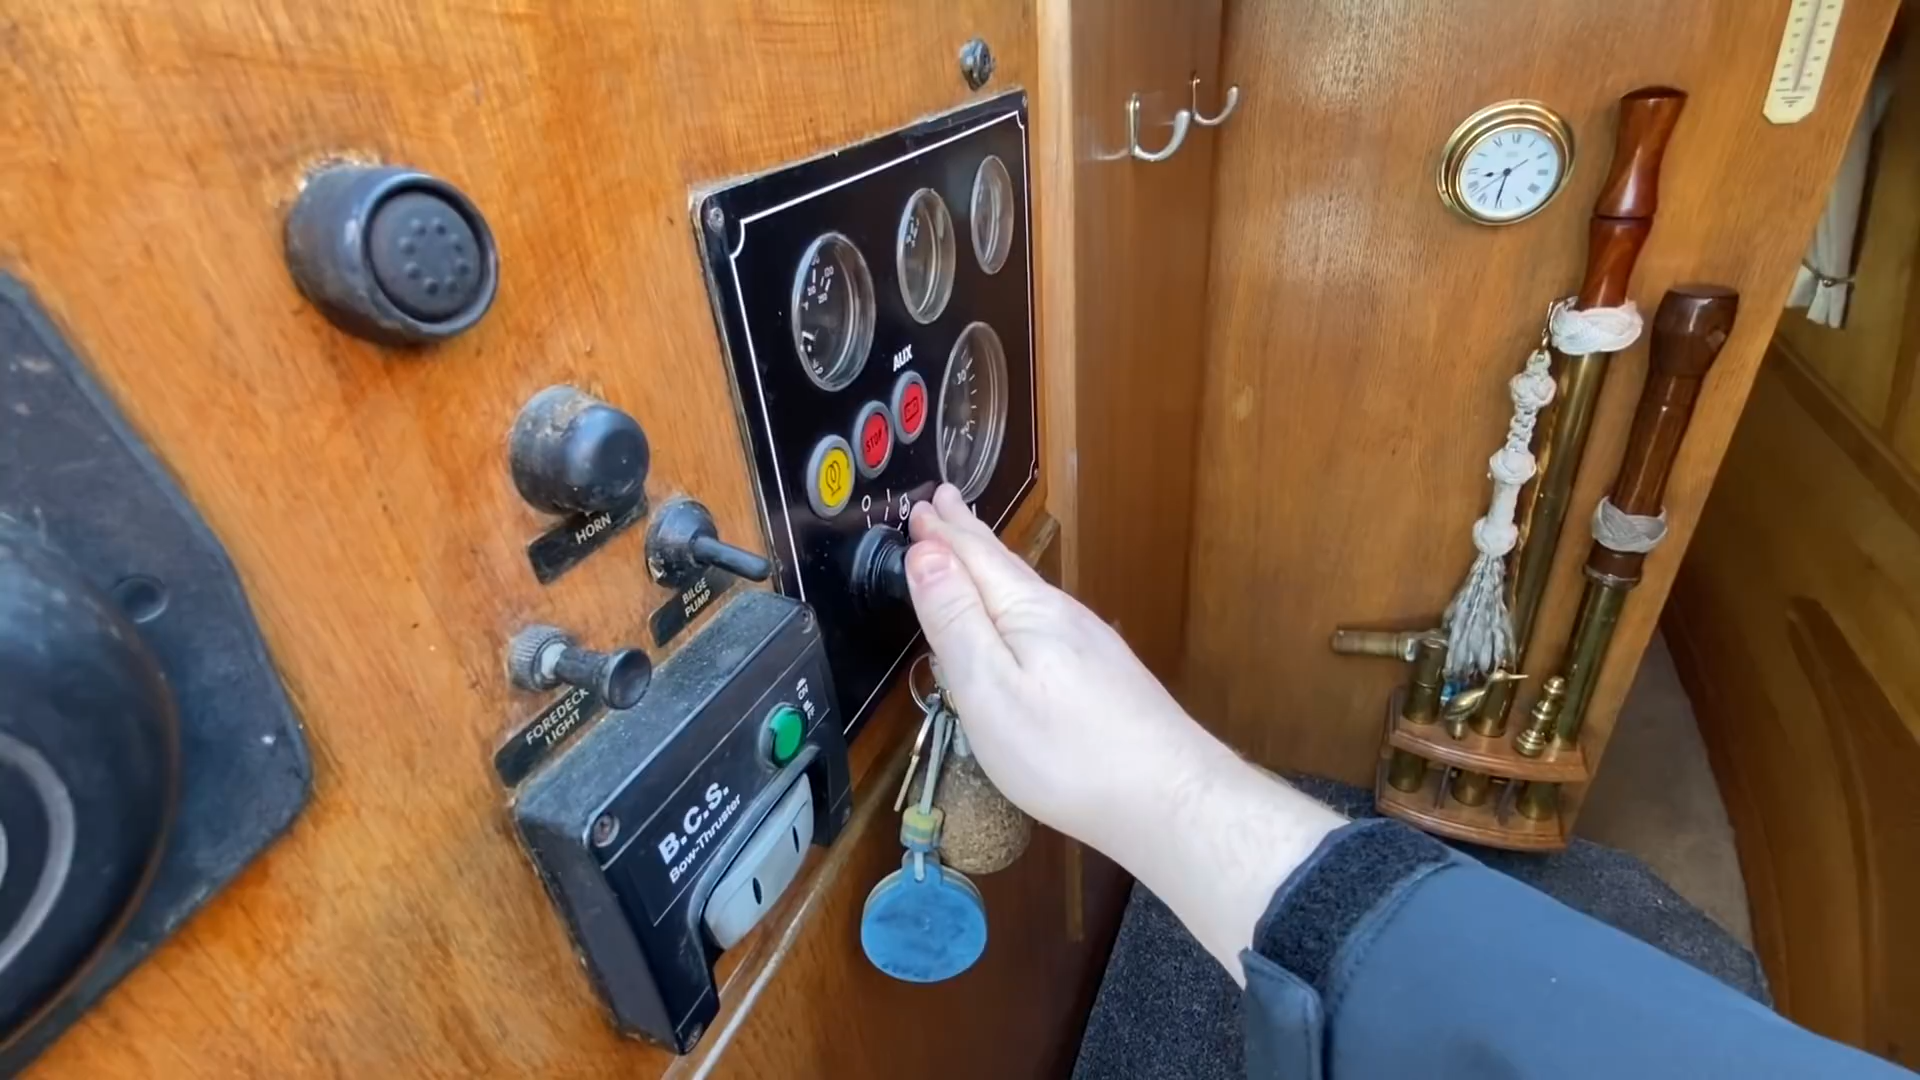 AUX
STOP
HORN
BILGE
PUMP
FOREDECK
LIGHT
ON
B.C.S.
Bow-Thruster